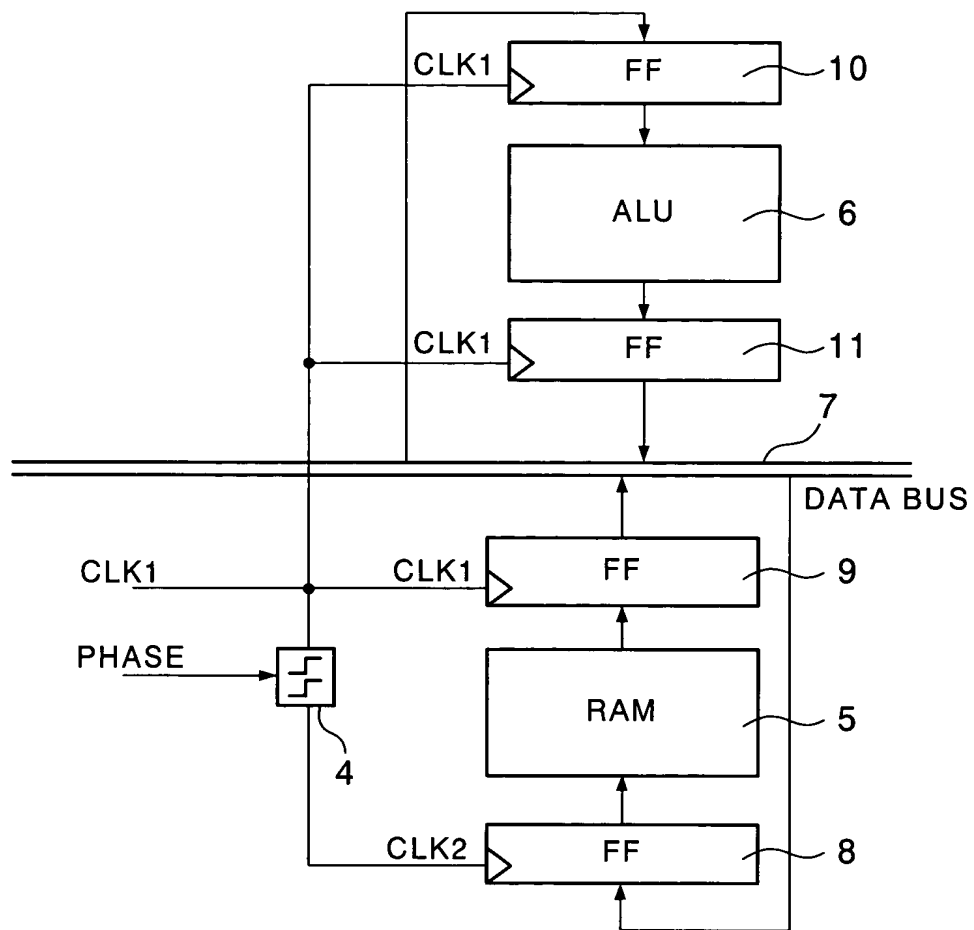 CLK1 FF 10
ALU 6
CLK1 FF 11
7
DATA BUS
CLK1 CLK1 FF 9
PHASE
RAM 5
4
CLK2 FF 8